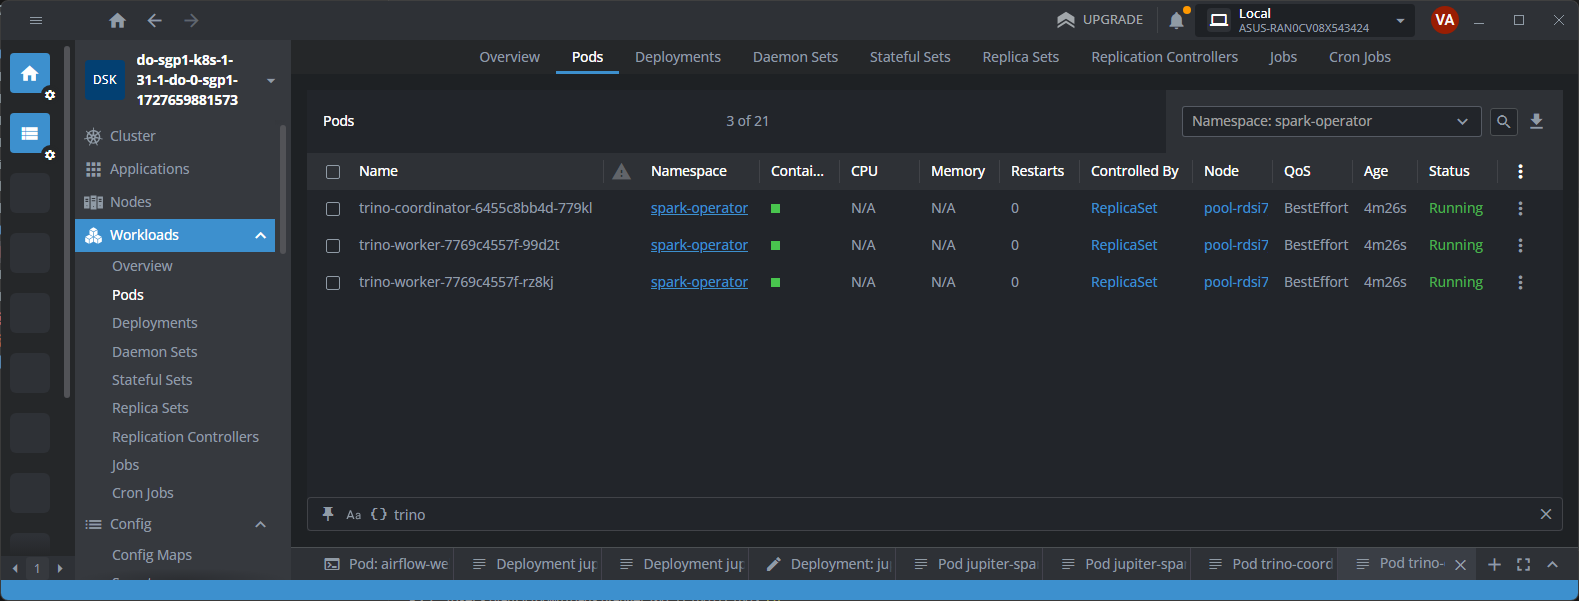 UPGRADE
Local
ASUS-RAN0CV08X543424
VA
DSK
do-sgp1-k8s-1-
31-1-do-0-sgp1-
1727659881573
Cluster
Applications
Nodes
Workloads
Overview
Pods
Deployments
Daemon Sets
Stateful Sets
Replica Sets
Replication Controllers
Jobs
Cron Jobs
Config
Config Maps
1
Overview Pods Deployments Daemon Sets Stateful Sets Replica Sets Replication Controllers Jobs Cron Jobs
Pods 3 of 21 Namespace: spark-operator
Name Namespace Contai... CPU Memory Restarts Controlled By Node QoS Age Status
trino-coordinator-6455c8bb4d-779kl spark-operator N/A N/A 0 ReplicaSet pool-rdsi7 BestEffort 4m26s Running
trino-worker-7769c4557f-99d2t spark-operator N/A N/A 0 ReplicaSet pool-rdsi7 BestEffort 4m26s Running
trino-worker-7769c4557f-rz8kj spark-operator N/A N/A 0 ReplicaSet pool-rdsi7 BestEffort 4m26s Running
Aa {} trino
Pod: airflow-we Deployment jup Deployment jup Deployment: ju Pod jupiter-spa Pod jupiter-spa Pod trino-coord Pod trino-